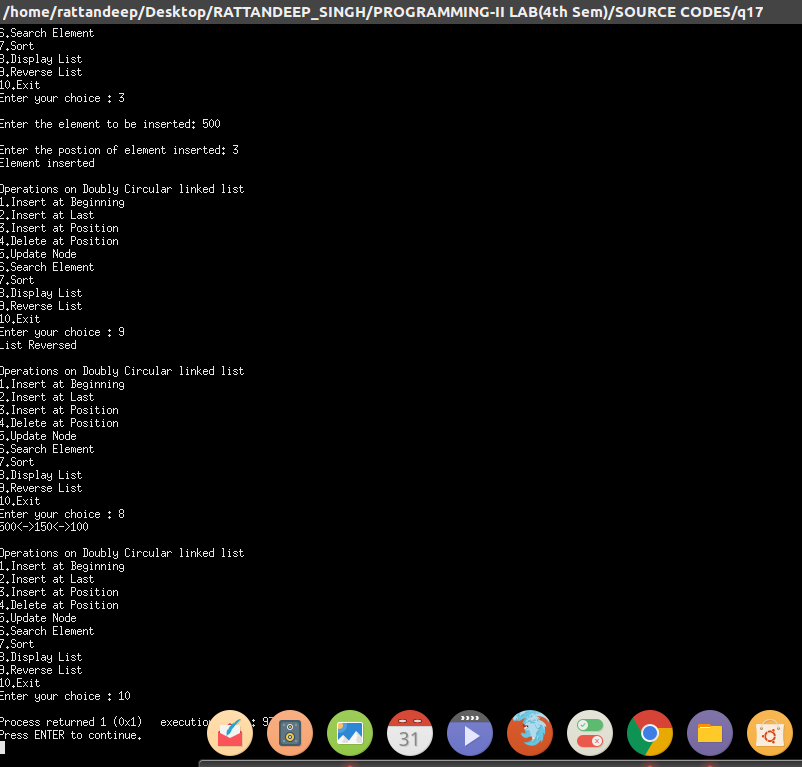 /home/rattandeep/Desktop/RATTANDEEP_SINGH/PROGRAMMING-II LAB(4th Sem)/SOURCE CODES/q17
6.Search Element
7.Sort
8.Display List
9.Reverse List
10.Exit
Enter your choice : 3
Enter the element to be inserted: 500
Enter the postion of element inserted: 3
Element inserted
Operations on Doubly Circular linked list
1.Insert at Beginning
2.Insert at Last
3.Insert at Position
4.Delete at Position
5.Update Node
6.Search Element
7.Sort
8.Display List
9.Reverse List
10.Exit
Enter your choice : 9
List Reversed
Operations on Doubly Circular linked list
1.Insert at Beginning
2.Insert at Last
3.Insert at Position
4.Delete at Position
5.Update Node
6.Search Element
7.Sort
8.Display List
9.Reverse List
10.Exit
Enter your choice : 8
500<->150<->100
Operations on Doubly Circular linked list
1.Insert at Beginning
2.Insert at Last
3.Insert at Position
4.Delete at Position
5.Update Node
6.Search Element
7.Sort
8.Display List
9.Reverse List
10.Exit
Enter your choice : 10
Process returned 1 (0x1) execution : 97
Press ENTER to continue.
31